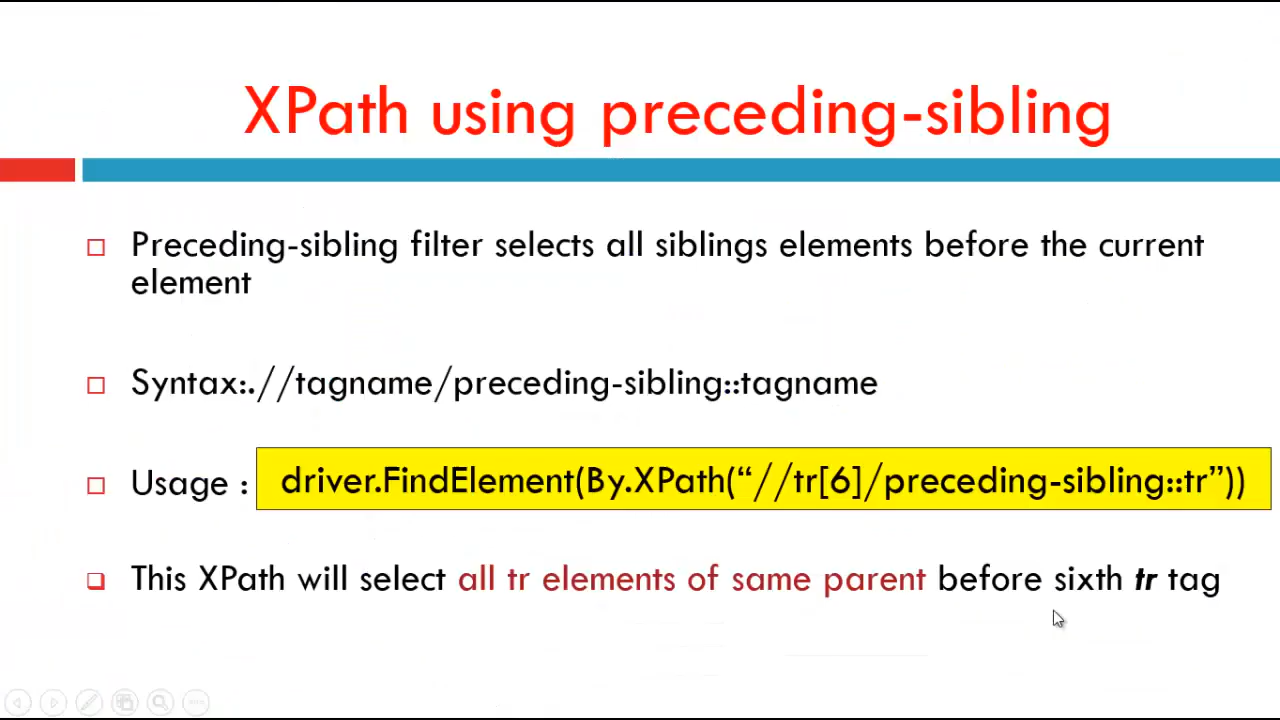 XPath using preceding-sibling
Preceding-sibling filter selects all siblings elements before the current
element
Syntax:.//tagname/preceding-sibling::tagname
Usage : driver.FindElement(By.XPath(“//tr[6]/preceding-sibling::tr”))
This XPath will select all tr elements of same parent before sixth tr tag